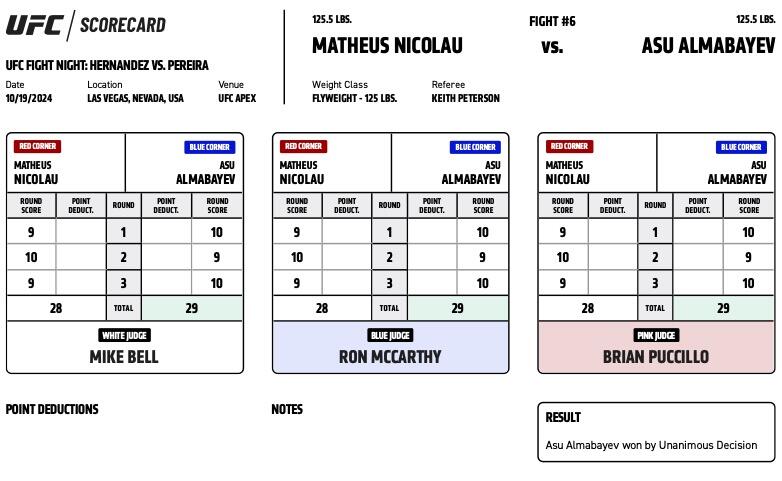 UFC / SCORECARD
UFC FIGHT NIGHT: HERNANDEZ VS. PEREIRA
Date Location Venue
10/19/2024 LAS VEGAS, NEVADA, USA UFC APEX
125.5 LBS. FIGHT #6 125.5 LBS.
MATHEUS NICOLAU vs. ASU ALMABAYEV
Weight Class Referee
FLYWEIGHT - 125 LBS. KEITH PETERSON
RED CORNER BLUE CORNER
MATHEUS ASU
NICOLAU ALMABAYEV
ROUND SCORE POINT DEDUCT. ROUND POINT DEDUCT. ROUND SCORE
9 1 10
10 2 9
9 3 10
28 TOTAL 29
WHITE JUDGE
MIKE BELL
RED CORNER BLUE CORNER
MATHEUS ASU
NICOLAU ALMABAYEV
ROUND SCORE POINT DEDUCT. ROUND POINT DEDUCT. ROUND SCORE
9 1 10
10 2 9
9 3 10
28 TOTAL 29
BLUE JUDGE
RON MCCARTHY
RED CORNER BLUE CORNER
MATHEUS ASU
NICOLAU ALMABAYEV
ROUND SCORE POINT DEDUCT. ROUND POINT DEDUCT. ROUND SCORE
9 1 10
10 2 9
9 3 10
28 TOTAL 29
PINK JUDGE
BRIAN PUCCILLO
POINT DEDUCTIONS
NOTES
RESULT
Asu Almabayev won by Unanimous Decision